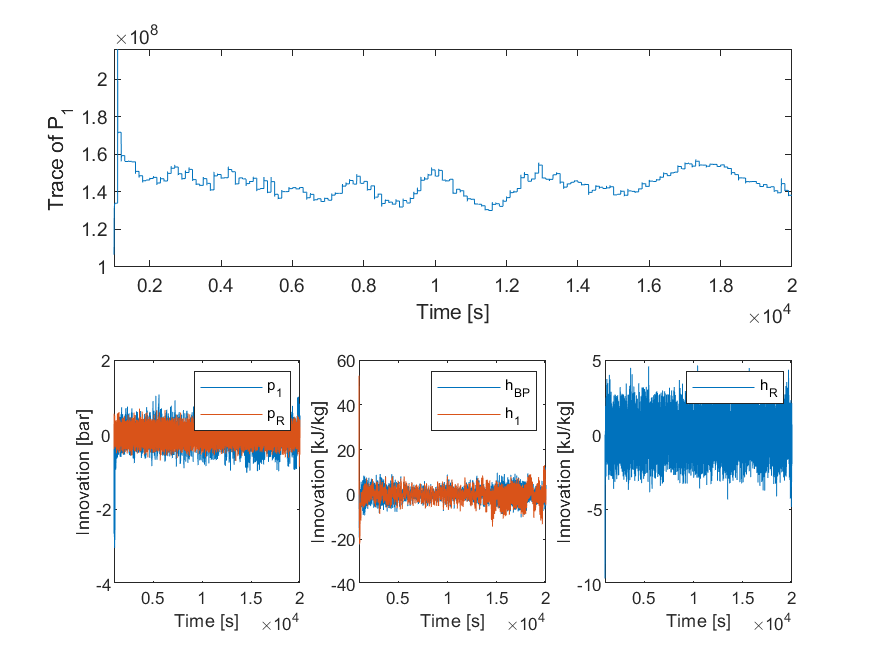 ×10^8
Trace of P_1
2
1.8
1.6
1.4
1.2
1
0.2 0.4 0.6 0.8 1 1.2 1.4 1.6 1.8 2
Time [s]
×10^4
Innovation [bar]
2
0
-2
-4
p_1
p_R
0.5 1 1.5 2
Time [s]
×10^4
Innovation [kJ/kg]
60
40
20
0
-20
-40
h_BP
h_1
0.5 1 1.5 2
Time [s]
×10^4
Innovation [kJ/kg]
5
0
-5
-10
h_R
0.5 1 1.5 2
Time [s]
×10^4